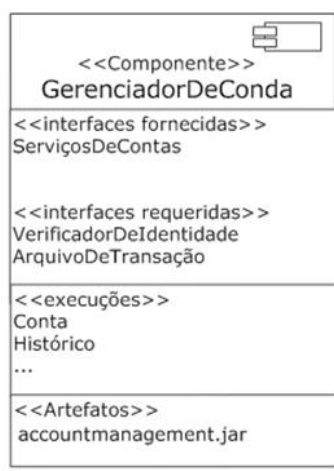 <<Componente>>
GerenciadorDeConda
<<interfaces fornecidas>>
ServiçosDeContas
<<interfaces requeridas>>
VerificadorDeIdentidade
ArquivoDeTransação
<<execuções>>
Conta
Histórico
...
<<Artefatos>>
accountmanagement.jar